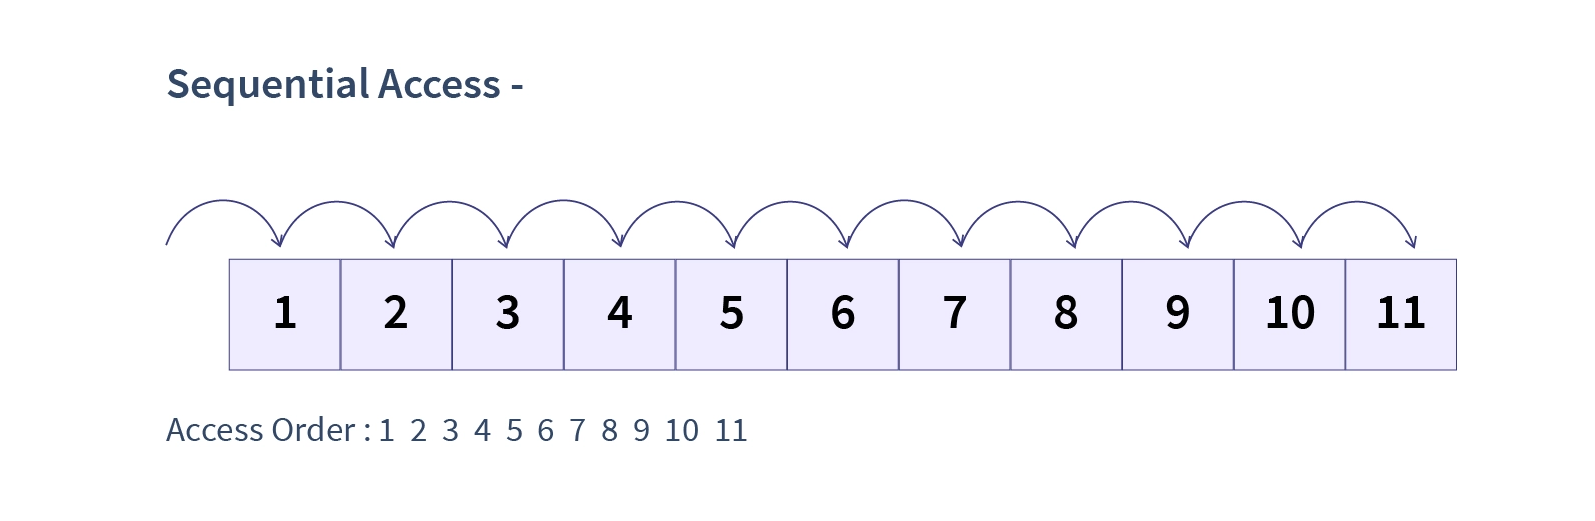 Sequential Access -
1 2 3 4 5 6 7 8 9 10 11
Access Order : 1 2 3 4 5 6 7 8 9 10 11